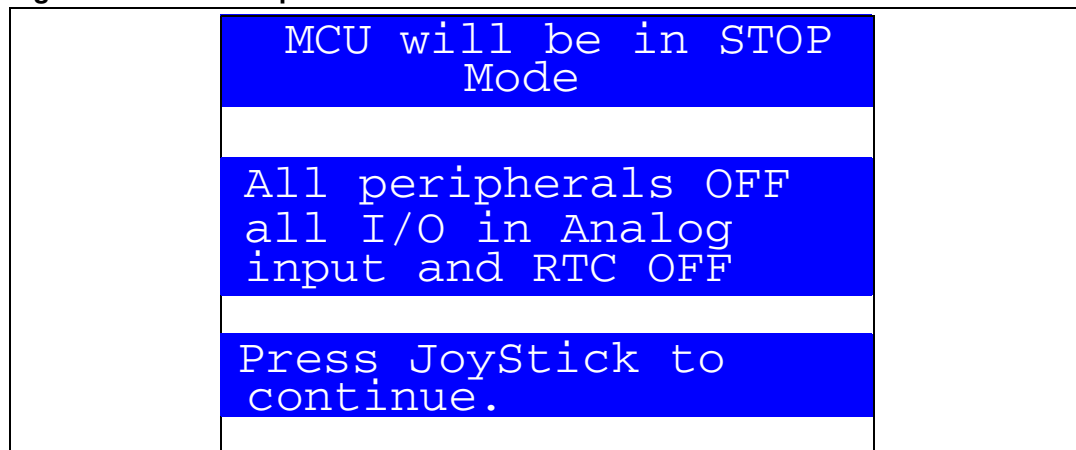 MCU will be in STOP
Mode
All peripherals OFF
all I/O in Analog
input and RTC OFF
Press JoyStick to
continue.